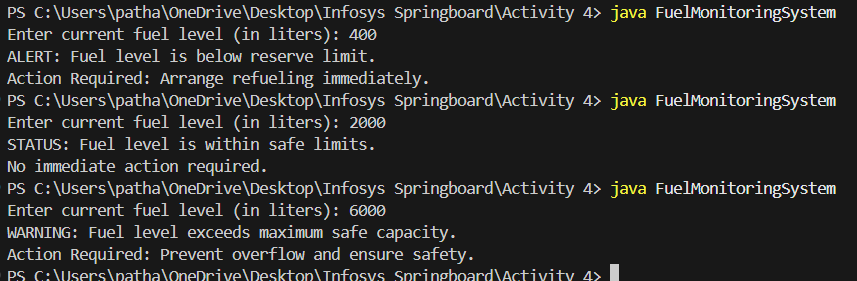 PS C:\Users\patha\OneDrive\Desktop\Infosys Springboard\Activity 4> java FuelMonitoringSystem
Enter current fuel level (in liters): 400
ALERT: Fuel level is below reserve limit.
Action Required: Arrange refueling immediately.
PS C:\Users\patha\OneDrive\Desktop\Infosys Springboard\Activity 4> java FuelMonitoringSystem
Enter current fuel level (in liters): 2000
STATUS: Fuel level is within safe limits.
No immediate action required.
PS C:\Users\patha\OneDrive\Desktop\Infosys Springboard\Activity 4> java FuelMonitoringSystem
Enter current fuel level (in liters): 6000
WARNING: Fuel level exceeds maximum safe capacity.
Action Required: Prevent overflow and ensure safety.
PS C:\Users\patha\OneDrive\Desktop\Infosys Springboard\Activity 4>